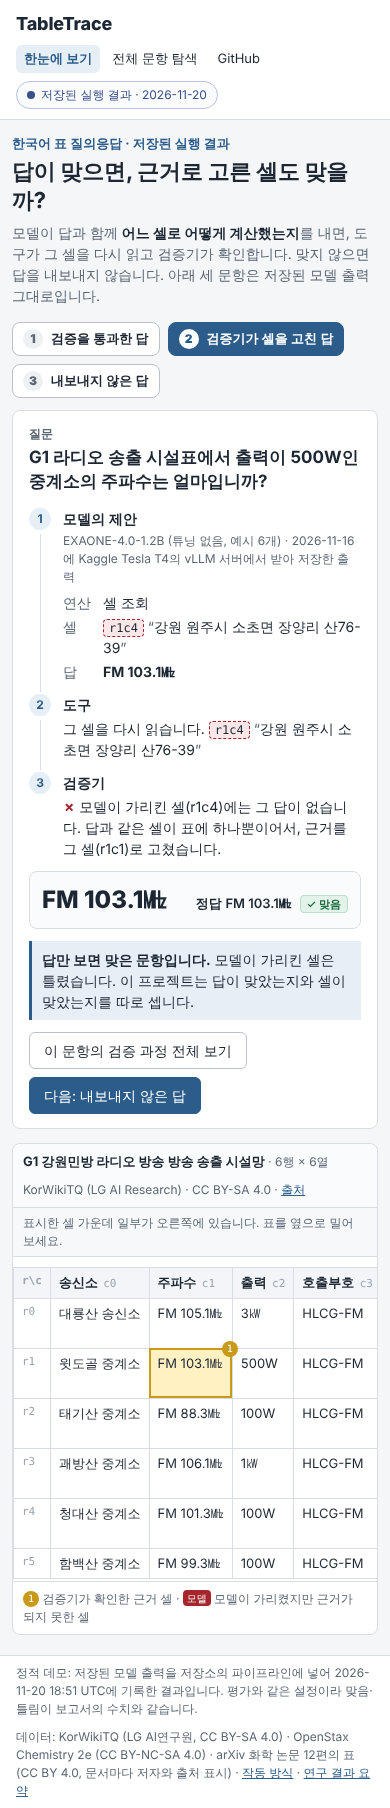 TableTrace
한눈에 보기 전체 문항 탐색 GitHub
저장된 실행 결과 · 2026-11-20
한국어 표 질의응답 · 저장된 실행 결과
답이 맞으면, 근거로 고른 셀도 맞을
까?
모델이 답과 함께 어느 셀로 어떻게 계산했는지를 내면, 도
구가 그 셀을 다시 읽고 검증기가 확인합니다. 맞지 않으면
답을 내보내지 않습니다. 아래 세 문항은 저장된 모델 출력
그대로입니다.
1 검증을 통과한 답
2 검증기가 셀을 고친 답
3 내보내지 않은 답
질문
G1 라디오 송출 시설표에서 출력이 500W인
중계소의 주파수는 얼마입니까?
1 모델의 제안
EXAONE-4.0-1.2B (튜닝 없음, 예시 6개) · 2026-11-16
에 Kaggle Tesla T4의 vLLM 서버에서 받아 저장한 출
력
연산 셀 조회
셀 r1c4 “강원 원주시 소초면 장양리 산76-
39”
답 FM 103.1㎒
2 도구
그 셀을 다시 읽습니다. r1c4 “강원 원주시 소
초면 장양리 산76-39”
3 검증기
✗ 모델이 가리킨 셀(r1c4)에는 그 답이 없습니
다. 답과 같은 셀이 표에 하나뿐이어서, 근거를
그 셀(r1c1)로 고쳤습니다.
FM 103.1㎒ 정답 FM 103.1㎒ ✓ 맞음
답만 보면 맞은 문항입니다. 모델이 가리킨 셀은
틀렸습니다. 이 프로젝트는 답이 맞았는지와 셀이
맞았는지를 따로 셉니다.
이 문항의 검증 과정 전체 보기
다음: 내보내지 않은 답
G1 강원민방 라디오 방송 방송 송출 시설망 · 6행 × 6열
KorWikiTQ (LG AI Research) · CC BY-SA 4.0 · 출처
표시한 셀 가운데 일부가 오른쪽에 있습니다. 표를 옆으로 밀어
보세요.
r\c 송신소 c0 주파수 c1 출력 c2 호출부호 c3
r0 대룡산 송신소 FM 105.1㎒ 3㎾ HLCG-FM
1
r1 윗도골 중계소 FM 103.1㎒ 500W HLCG-FM
r2 태기산 중계소 FM 88.3㎒ 100W HLCG-FM
r3 괘방산 중계소 FM 106.1㎒ 1㎾ HLCG-FM
r4 청대산 중계소 FM 101.3㎒ 100W HLCG-FM
r5 함백산 중계소 FM 99.3㎒ 100W HLCG-FM
1 검증기가 확인한 근거 셀 · 모델 모델이 가리켰지만 근거가
되지 못한 셀
정적 데모: 저장된 모델 출력을 저장소의 파이프라인에 넣어 2026-
11-20 18:51 UTC에 기록한 결과입니다. 평가와 같은 설정이라 맞음·
틀림이 보고서의 수치와 같습니다.
데이터: KorWikiTQ (LG AI연구원, CC BY-SA 4.0) · OpenStax
Chemistry 2e (CC BY-NC-SA 4.0) · arXiv 화학 논문 12편의 표
(CC BY 4.0, 문서마다 저자와 출처 표시) · 작동 방식 · 연구 결과 요
약